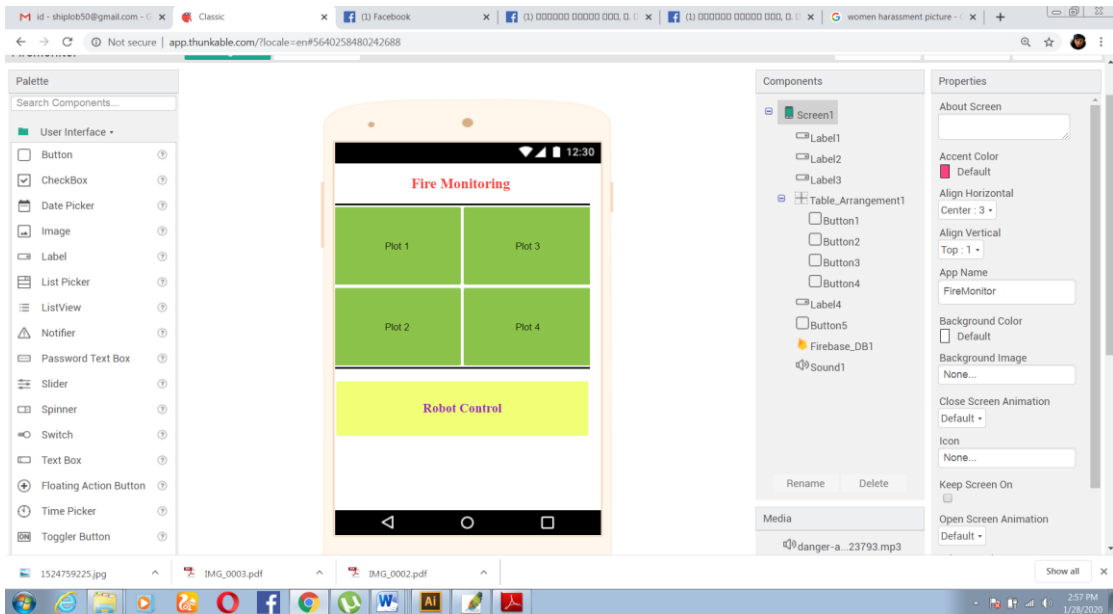 id - shiplob50@gmail.com - G
Classic
(1) Facebook
women harassment picture - G
Not secure | app.thunkable.com/?locale=en#5640258480242688
Palette
Search Components...
User Interface
Button
CheckBox
Date Picker
Image
Label
List Picker
ListView
Notifier
Password Text Box
Slider
Spinner
Switch
Text Box
Floating Action Button
Time Picker
Toggler Button
12:30
Fire Monitoring
Plot 1
Plot 3
Plot 2
Plot 4
Robot Control
Components
Screen1
Label1
Label2
Label3
Table_Arrangement1
Button1
Button2
Button3
Button4
Label4
Button5
Firebase_DB1
Sound1
Rename Delete
Media
danger-a...23793.mp3
Properties
About Screen
Accent Color
Default
Align Horizontal
Center : 3
Align Vertical
Top : 1
App Name
FireMonitor
Background Color
Default
Background Image
None...
Close Screen Animation
Default
Icon
None...
Keep Screen On
Open Screen Animation
Default
1524759225.jpg
IMG_0003.pdf
IMG_0002.pdf
Show all
2:57 PM
1/28/2020